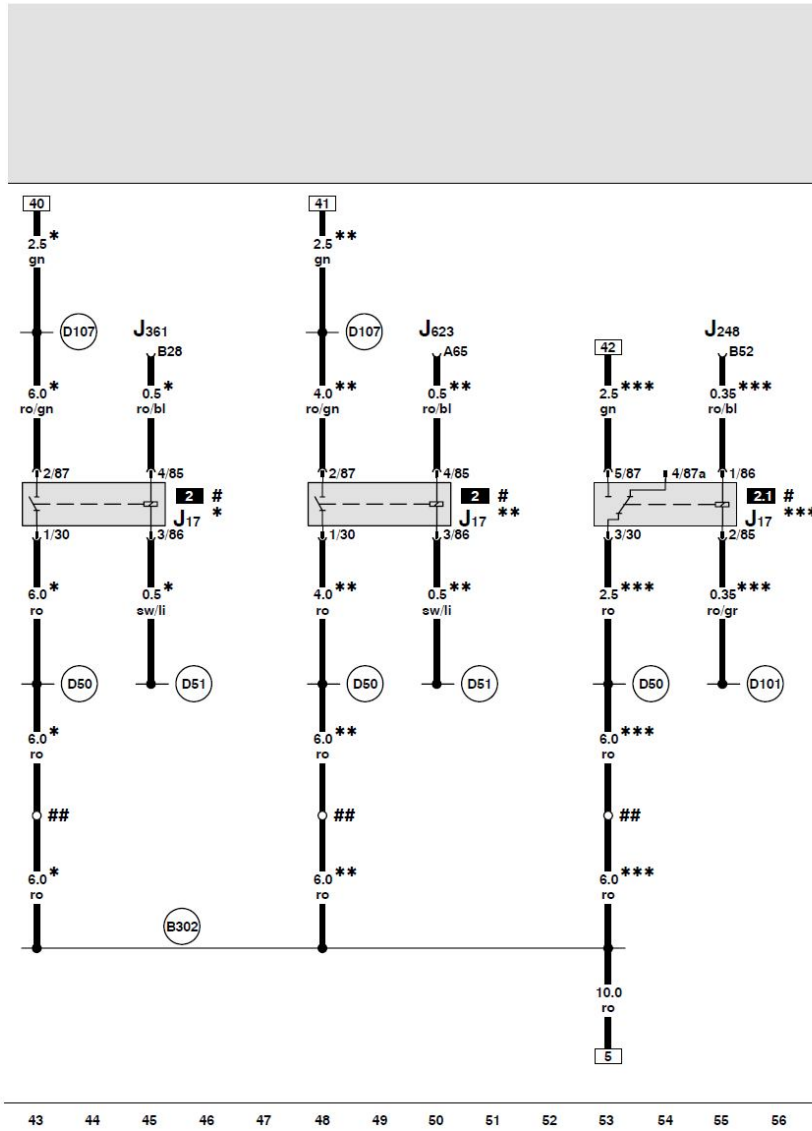 40 41
2.5 * 2.5 **
gn gn
D107 J361 D107 J623 J248
B28 A65 42 B52
6.0 * 0.5 * 4.0 ** 0.5 ** 2.5 *** 0.35 ***
ro/gn ro/bl ro/gn ro/bl gn ro/bl
2/87 4/85 2/87 4/85 5/87 4/87a 1/86
2 # 2 # 2.1 #
J17 * J17 ** J17 ***
1/30 3/86 1/30 3/86 3/30 2/85
6.0 * 0.5 * 4.0 ** 0.5 ** 2.5 *** 0.35 ***
ro sw/li ro sw/li ro ro/gr
D50 D51 D50 D51 D50 D101
6.0 * 6.0 ** 6.0 ***
ro ro ro
## ## ##
6.0 * 6.0 ** 6.0 ***
ro ro ro
B302
10.0
ro
5
43 44 45 46 47 48 49 50 51 52 53 54 55 56